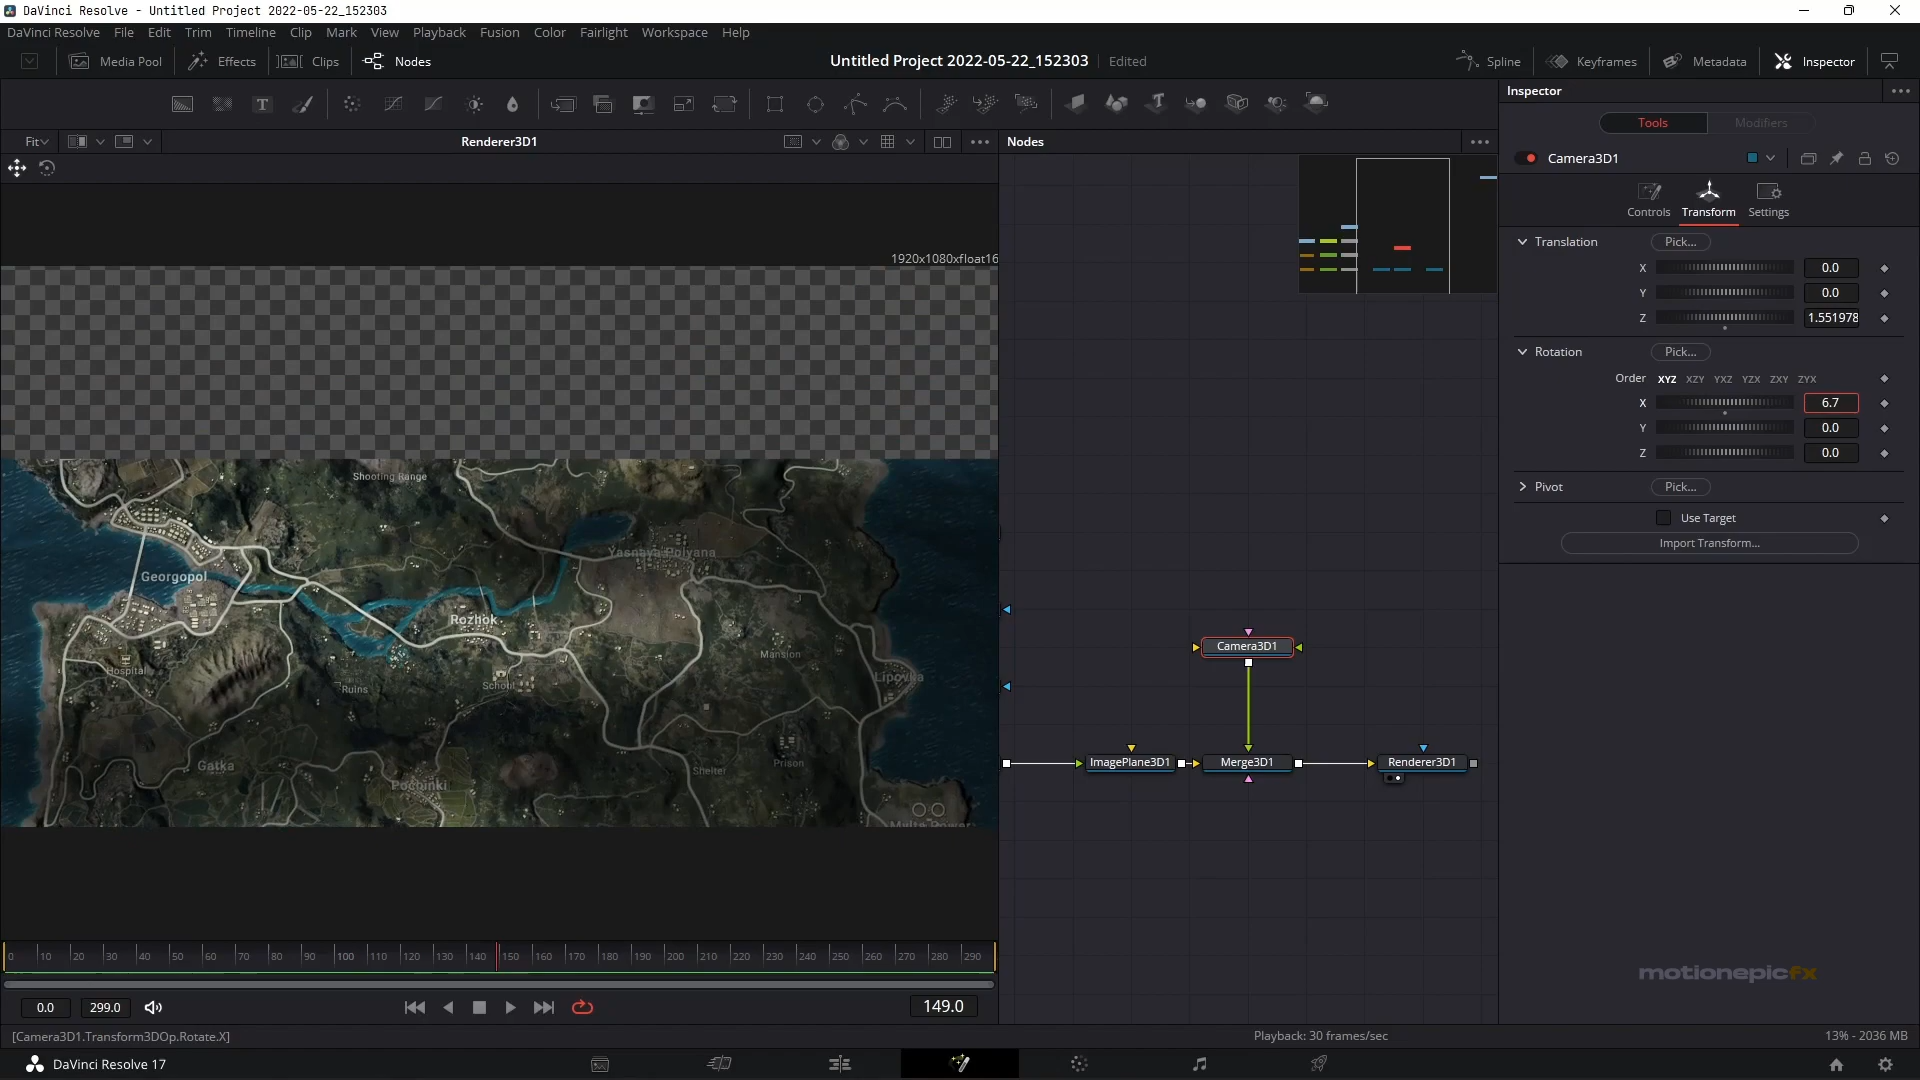 DaVinci Resolve - Untitled Project 2022-05-22_152303
DaVinci Resolve File Edit Trim Timeline Clip Mark View Playback Fusion Color Fairlight Workspace Help
Media Pool Effects Clips Nodes Untitled Project 2022-05-22_152303 Edited Spline Keyframes Metadata Inspector
Inspector
Tools Modifiers
Fit Renderer3D1 Nodes
Camera3D1
Controls Transform Settings
1920x1080xfloat16
Translation Pick...
X 0.0
Y 0.0
Z 1.551978
Rotation Pick...
Order XYZ XZY YXZ YZX ZXY ZYX
X 6.7
Y 0.0
Z 0.0
Pivot Pick...
Use Target
Import Transform...
Shooting Range
Yasnaya Polyana
Georgopol
Rozhok
Hospital
Mansion
Ruins
School
Lipovka
Gatka
Shelter
Prison
Pochinki
Camera3D1
ImagePlane3D1 Merge3D1 Renderer3D1
0 10 20 30 40 50 60 70 80 90 100 110 120 130 140 150 160 170 180 190 200 210 220 230 240 250 260 270 280 290
motionepicfx
0.0 299.0 149.0
[Camera3D1.Transform3DOp.Rotate.X] Playback: 30 frames/sec 13% - 2036 MB
DaVinci Resolve 17